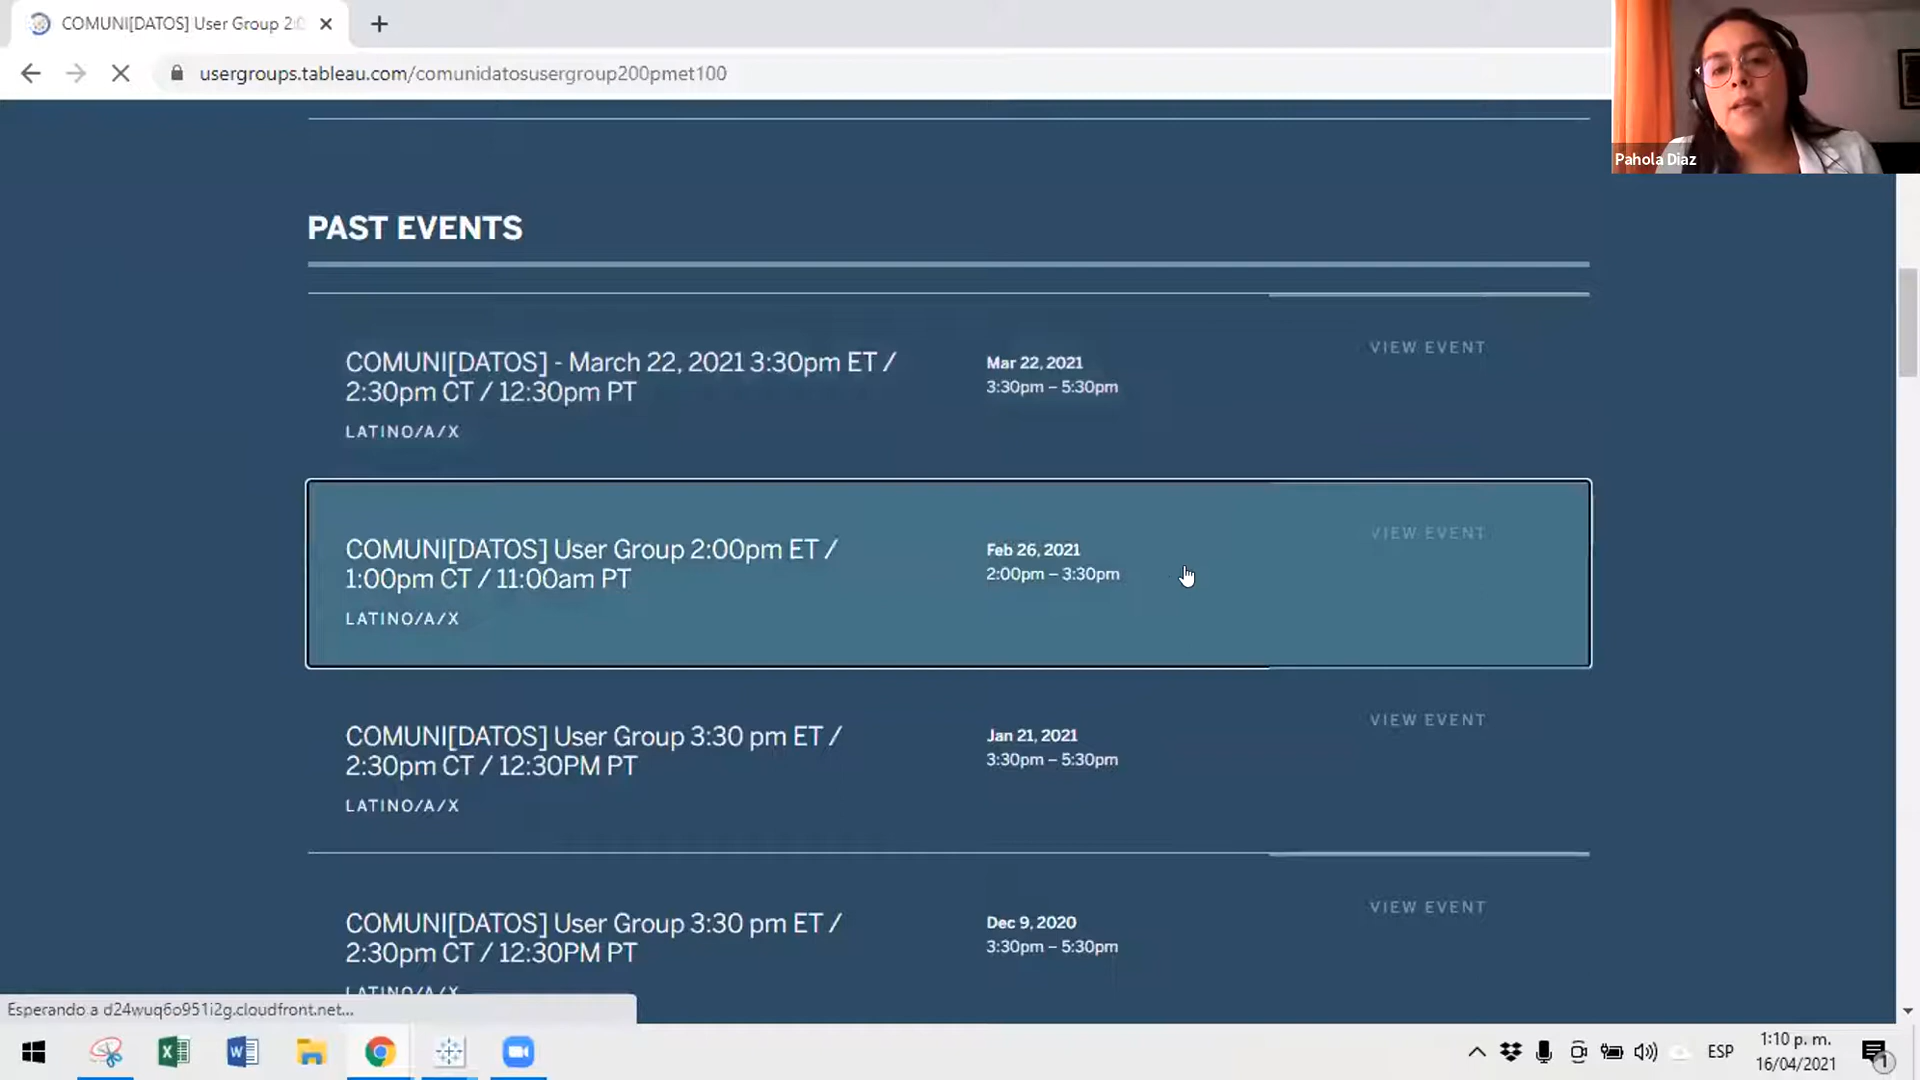 COMUNI[DATOS] User Group 2:0
usergroups.tableau.com/comunidatosusergroup200pmet100
Pahola Diaz
PAST EVENTS
COMUNI[DATOS] - March 22, 2021 3:30pm ET /
2:30pm CT / 12:30pm PT
LATINO/A/X
Mar 22, 2021
3:30pm – 5:30pm
VIEW EVENT
COMUNI[DATOS] User Group 2:00pm ET /
1:00pm CT / 11:00am PT
LATINO/A/X
Feb 26, 2021
2:00pm – 3:30pm
VIEW EVENT
COMUNI[DATOS] User Group 3:30 pm ET /
2:30pm CT / 12:30PM PT
LATINO/A/X
Jan 21, 2021
3:30pm – 5:30pm
VIEW EVENT
COMUNI[DATOS] User Group 3:30 pm ET /
2:30pm CT / 12:30PM PT
LATINO/A/X
Dec 9, 2020
3:30pm – 5:30pm
VIEW EVENT
Esperando a d24wuq6o951i2g.cloudfront.net...
ESP
1:10 p. m.
16/04/2021
1